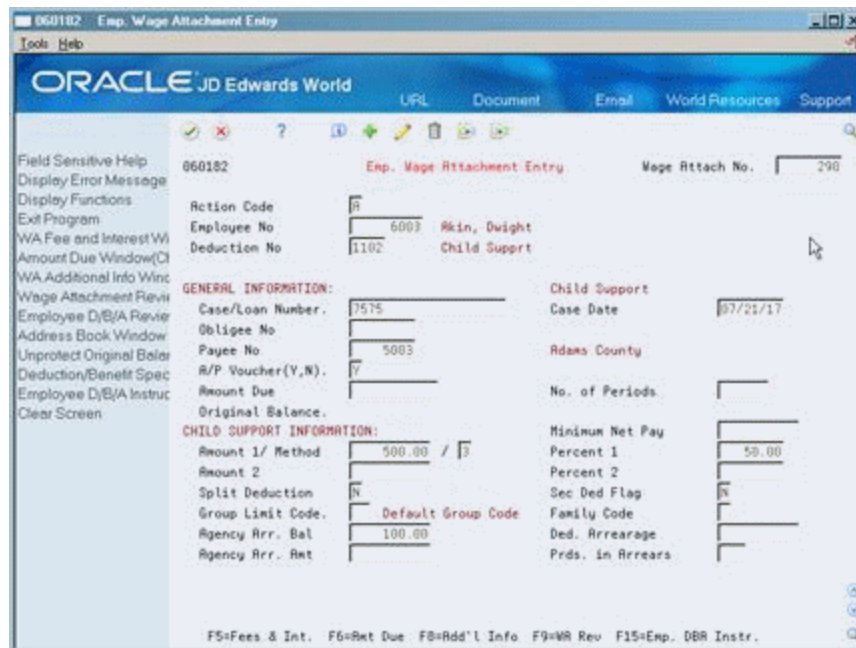 060182 Emp. Wage Attachment Entry
Tools Help
ORACLE JD Edwards World
URL Document Email World Resources Support
Field Sensitive Help
Display Error Message
Display Functions
Exit Program
WA Fee and Interest Wi
Amount Due Window(Ch
WA Additional Info Wind
Wage Attachment Revie
Employee D/B/A Review
Address Book Window
Unprotect Original Balar
Deduction/Benefit Spec
Employee D/B/A Instruc
Clear Screen
060182 Emp. Wage Attachment Entry Wage Attach No. 290
Action Code A
Employee No 6003 Akin, Dwight
Deduction No 1102 Child Supprt
GENERAL INFORMATION: Child Support
Case/Loan Number. 7575 Case Date 07/21/17
Obligee No
Payee No 5003 Adams County
A/P Voucher(Y,N). Y
Amount Due No. of Periods
Original Balance.
CHILD SUPPORT INFORMATION: Minimum Net Pay
Amount 1/ Method 500.00 / 3 Percent 1 50.00
Amount 2 Percent 2
Split Deduction N Sec Ded Flag N
Group Limit Code. Default Group Code Family Code
Agency Arr. Bal 100.00 Ded. Arrearage
Agency Arr. Amt Prds. in Arrears
F5=Fees & Int. F6=Amt Due F8=Add'l Info F9=WA Rev F15=Emp. DBA Instr.